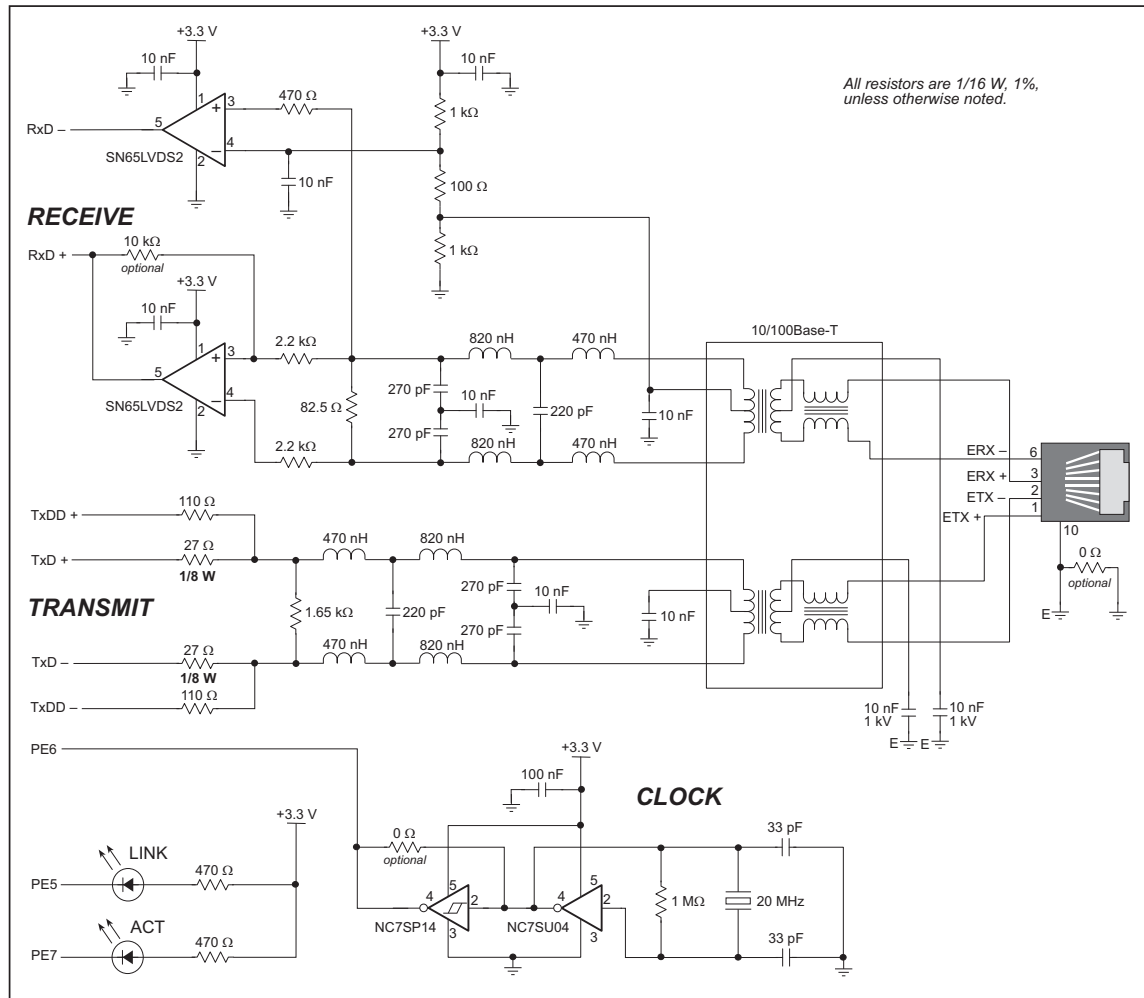 +3.3 V
+3.3 V
10 nF
10 nF
All resistors are 1/16 W, 1%,
unless otherwise noted.
1
3
470 Ω
1 kΩ
+
RxD –
5
4
–
SN65LVDS2
2
10 nF
100 Ω
RECEIVE
10 kΩ
1 kΩ
RxD +
optional
+3.3 V
10 nF
10/100Base-T
2.2 kΩ
820 nH
470 nH
1
3
+
5
270 pF
10 nF
4
–
SN65LVDS2
82.5 Ω
220 pF
10 nF
2
270 pF
820 nH
470 nH
2.2 kΩ
ERX –
6
ERX +
3
110 Ω
ETX –
2
TxDD +
ETX +
1
27 Ω
470 nH
820 nH
10
TxD +
0 Ω
1/8 W
optional
270 pF
10 nF
TRANSMIT
1.65 kΩ
220 pF
10 nF
E
270 pF
470 nH
820 nH
27 Ω
TxD –
1/8 W
110 Ω
TxDD –
10 nF
1 kV
10 nF
1 kV
E
E
PE6
+3.3 V
100 nF
CLOCK
+3.3 V
0 Ω
33 pF
optional
LINK
470 Ω
5
5
PE5
4
2
4
2
1 MΩ
20 MHz
ACT
NC7SP14
3
NC7SU04
3
33 pF
470 Ω
PE7